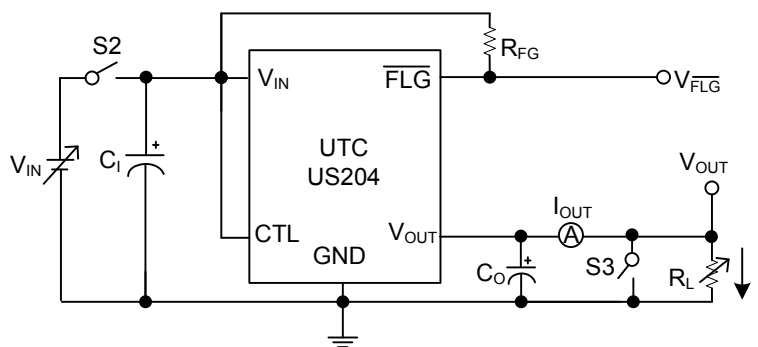 S2
R_FG
V_IN
FLG
V_FLG
UTC
US204
V_IN
C_I
+
V_OUT
I_OUT
A
CTL
V_OUT
GND
C_O
+
S3
R_L